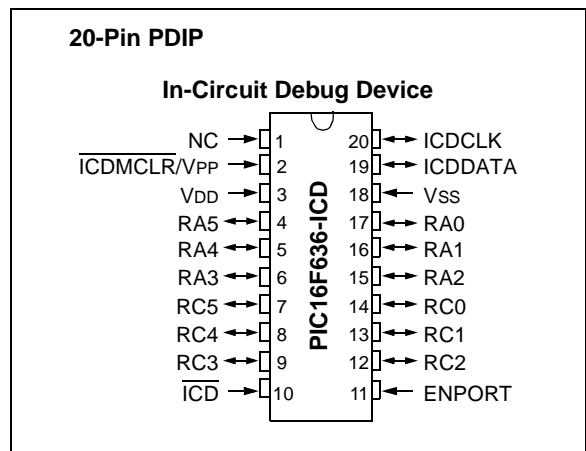 20-Pin PDIP
In-Circuit Debug Device
NC 1 20 ICDCLK
ICDMCLR/VPP 2 19 ICDDATA
VDD 3 18 VSS
RA5 4 17 RA0
RA4 5 16 RA1
RA3 6 15 RA2
RC5 7 14 RC0
RC4 8 13 RC1
RC3 9 12 RC2
ICD 10 11 ENPORT
PIC16F636-ICD